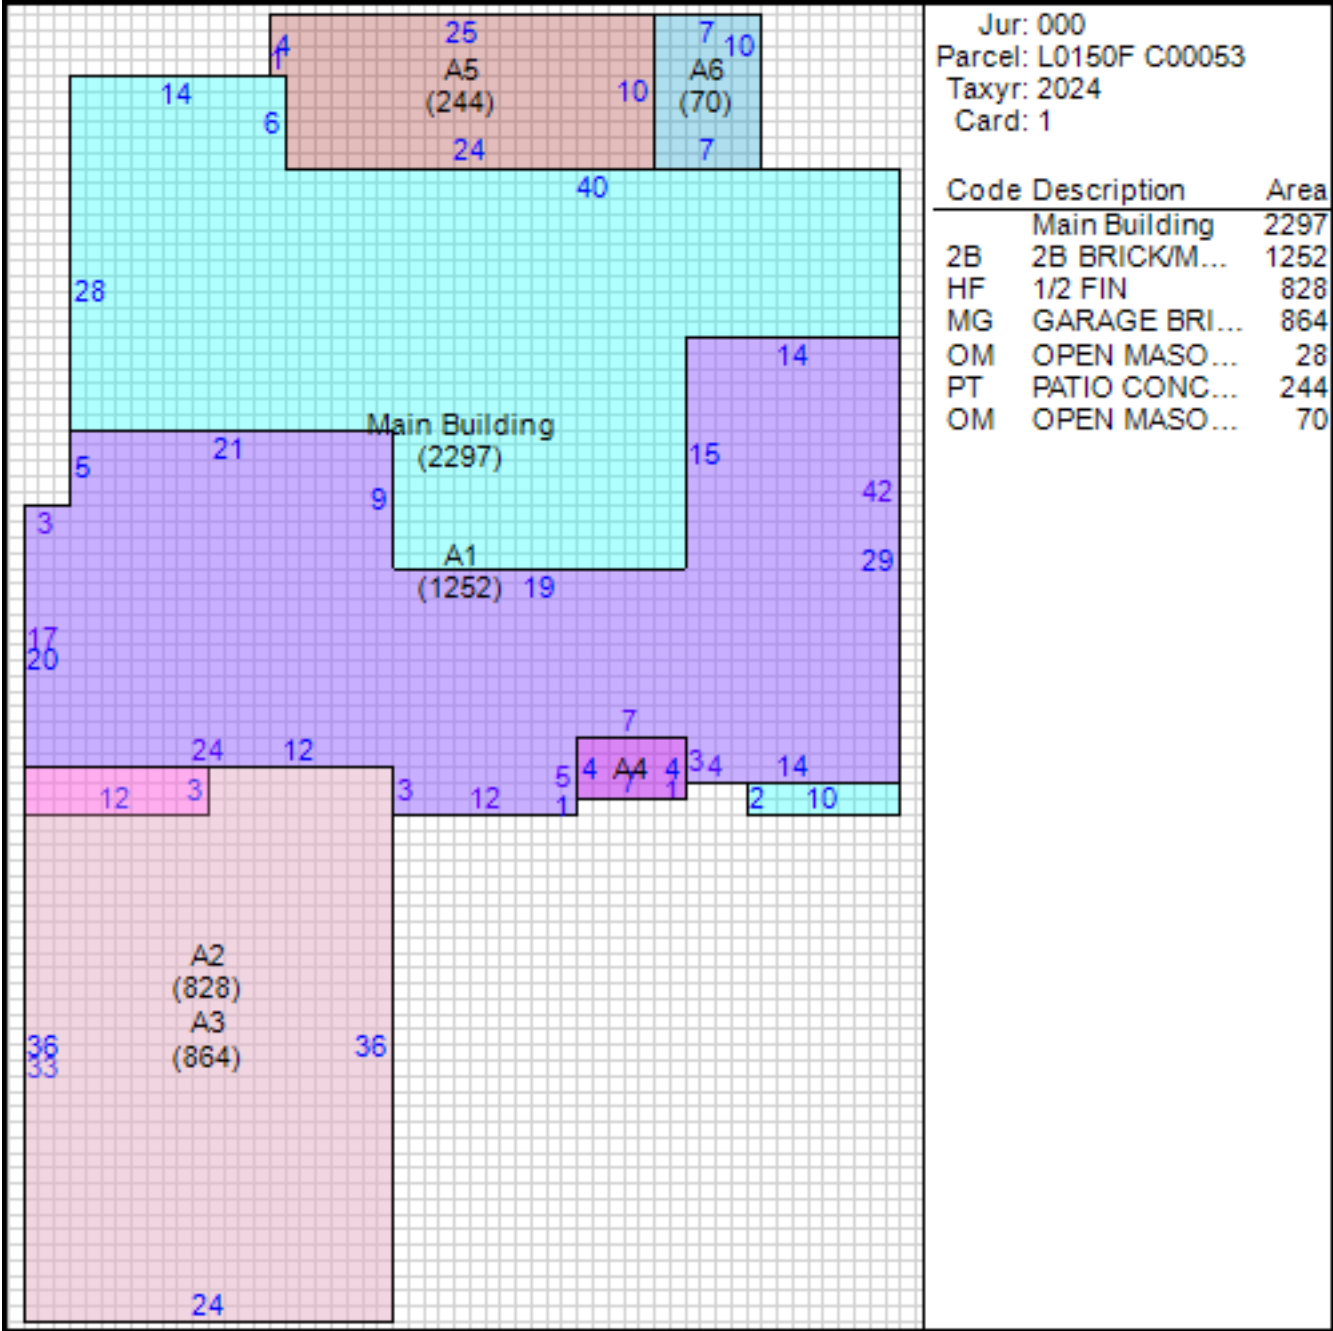 Jur: 000
Parcel: L0150F C00053
Taxyr: 2024
Card: 1
Code Description Area
Main Building 2297
2B 2B BRICK/M... 1252
HF 1/2 FIN 828
MG GARAGE BRI... 864
OM OPEN MASO... 28
PT PATIO CONC... 244
OM OPEN MASO... 70
4 25 7 10
1 A5 A6
14 (244) 10 (70)
6 24 7
40
28
14
Main Building
21 (2297) 15
5
9 42
3
A1 29
(1252) 19
17
20
7
24 12 3 4 14
5 4 A4 4
7
12 3 3 12 1 1 2 10
A2
(828)
A3
(864)
36 36
33
24